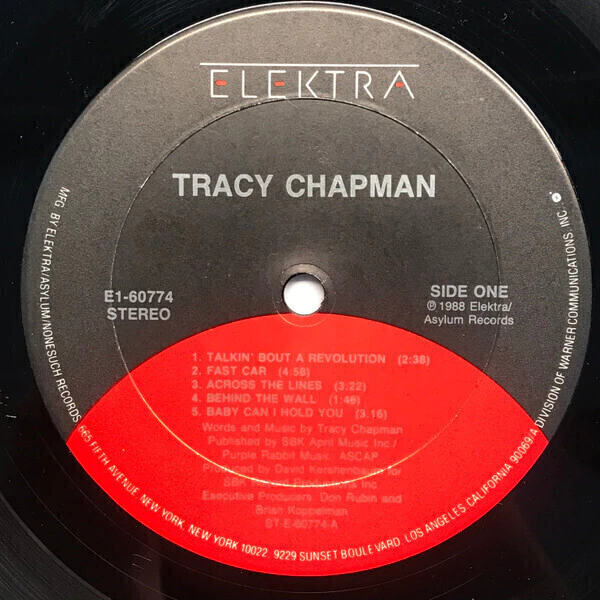 ELEKTRA
TRACY CHAPMAN
E1-60774
STEREO
SIDE ONE
℗ 1988 Elektra/
Asylum Records
1. TALKIN' BOUT A REVOLUTION (2:38)
2. FAST CAR (4:58)
3. ACROSS THE LINES (3:22)
4. BEHIND THE WALL (1:46)
5. BABY CAN I HOLD YOU (3.16)
Words and Music by Tracy Chapman
Published by SBK April Music Inc./
Purple Rabbit Music. ASCAP
Produced by David Kershenbaum for
SBK Record Productions Inc
Executive Producers: Don Rubin and
Brian Koppelman
ST-E-60774-A
MFG. BY ELEKTRA/ASYLUM/NONESUCH RECORDS, 665 FIFTH AVENUE, NEW YORK, NEW YORK 10022. 9229 SUNSET BOULEVARD, LOS ANGELES, CALIFORNIA 90069/A DIVISION OF WARNER COMMUNICATIONS, INC.